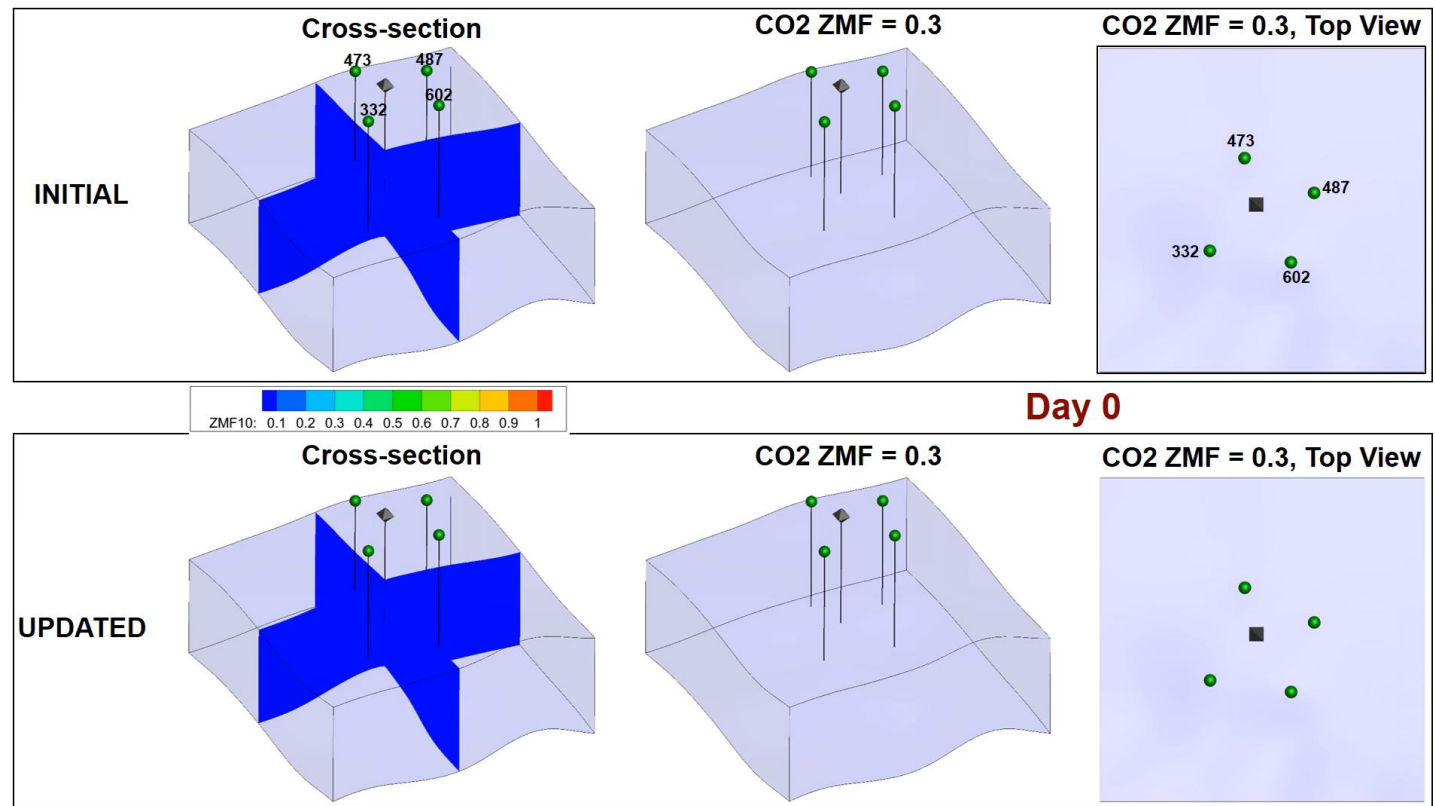 Cross-section
CO2 ZMF = 0.3
CO2 ZMF = 0.3, Top View
473
487
602
332
473
487
332
602
INITIAL
ZMF10: 0.1 0.2 0.3 0.4 0.5 0.6 0.7 0.8 0.9 1
Day 0
Cross-section
CO2 ZMF = 0.3
CO2 ZMF = 0.3, Top View
UPDATED